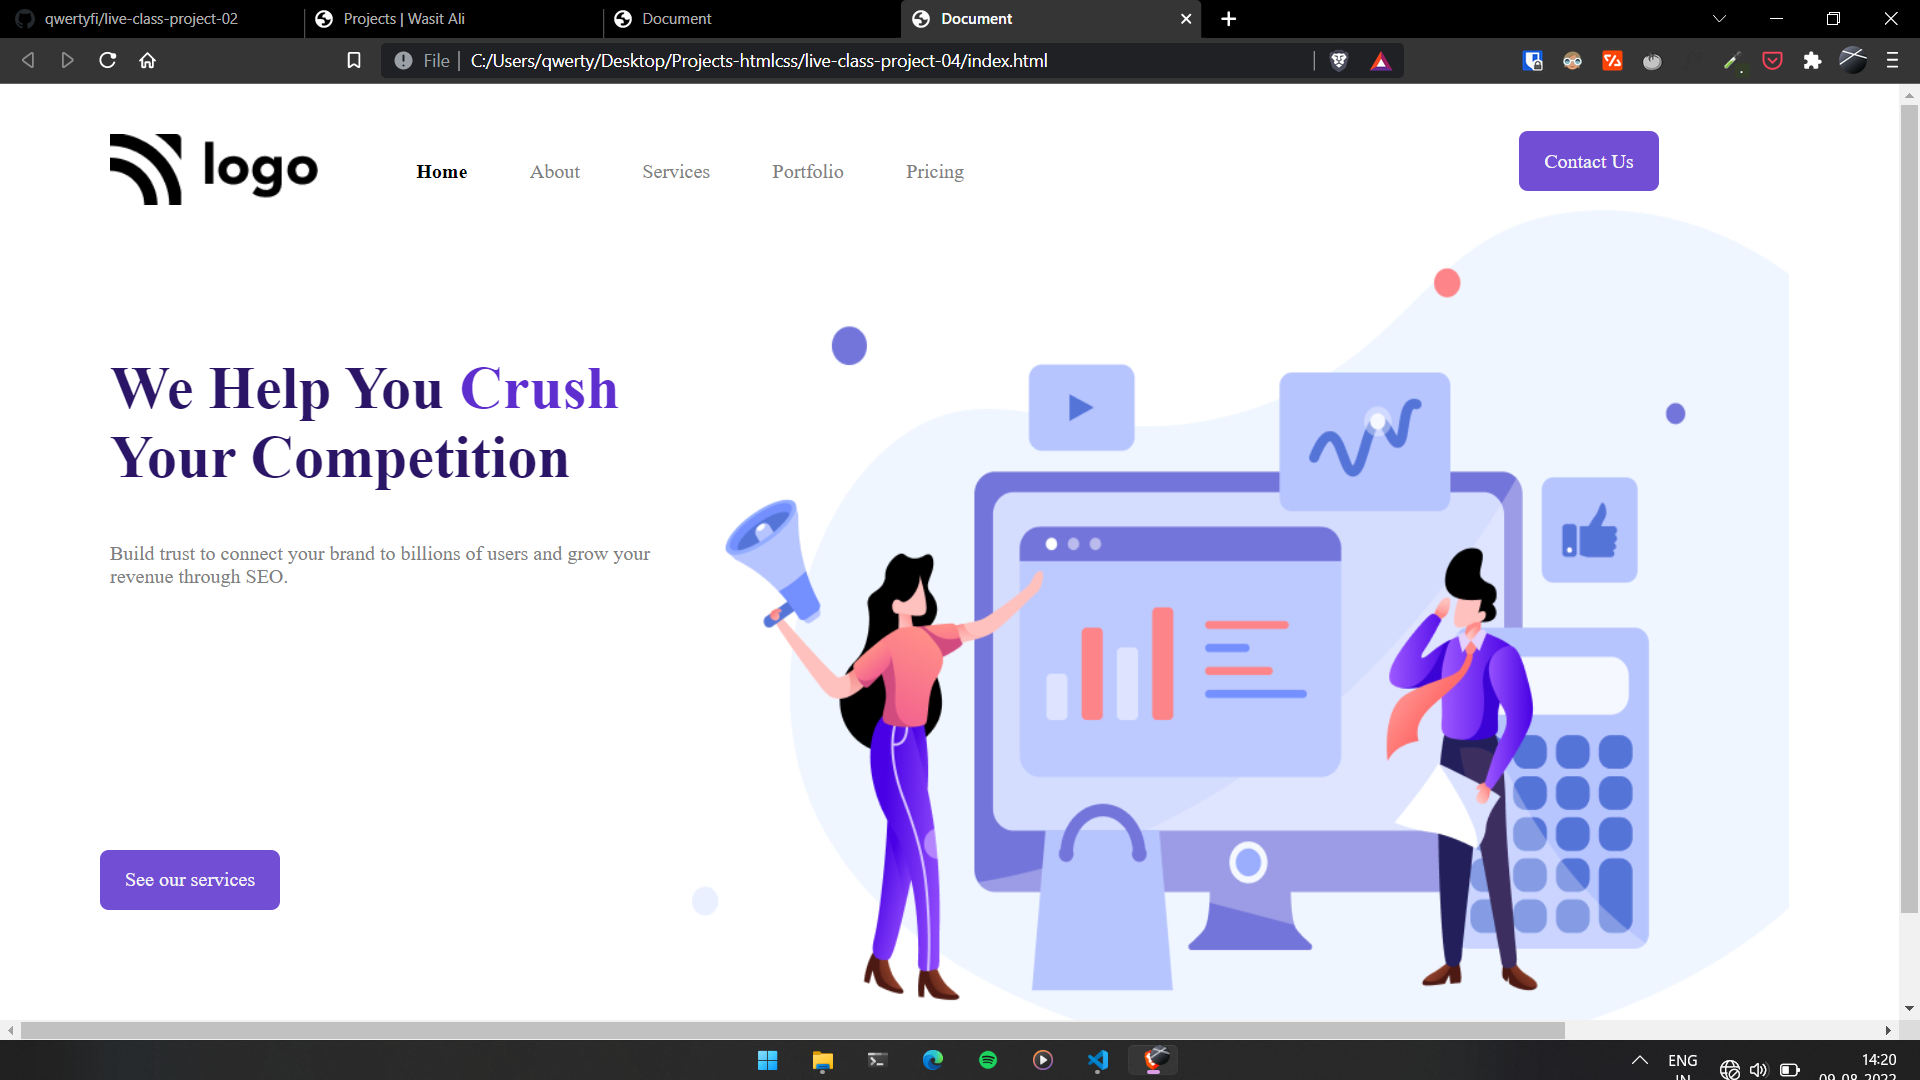 qwertyfi/live-class-project-02
Projects | Wasit Ali
Document
Document
File
C:/Users/qwerty/Desktop/Projects-htmlcss/live-class-project-04/index.html
logo
Home
About
Services
Portfolio
Pricing
Contact Us
We Help You Crush
Your Competition
Build trust to connect your brand to billions of users and grow your
revenue through SEO.
See our services
ENG
IN
14:20
09-08-2022